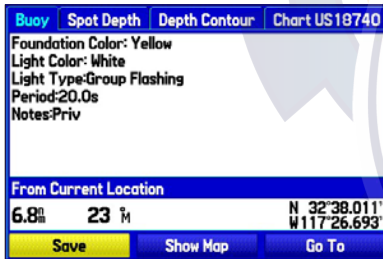 Buoy Spot Depth Depth Contour Chart US18740
Foundation Color: Yellow
Light Color: White
Light Type:Group Flashing
Period:20.0s
Notes:Priv
From Current Location
6.8nm 23°M N 32°38.011' W117°26.693'
Save Show Map Go To